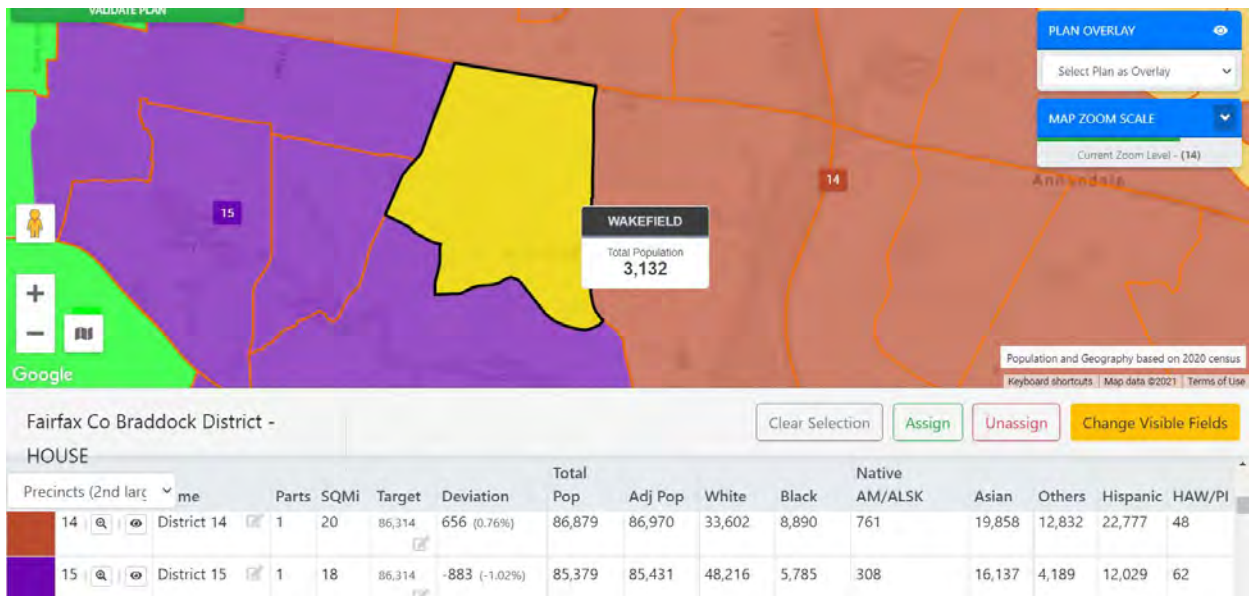 VALIDATE PLAN
PLAN OVERLAY
Select Plan as Overlay
MAP ZOOM SCALE
Current Zoom Level - (14)
14
Annandale
15
WAKEFIELD
Total Population
3,132
+
−
Google
Population and Geography based on 2020 census
Keyboard shortcuts Map data ©2021 Terms of Use
Fairfax Co Braddock District -
HOUSE
Clear Selection Assign Unassign Change Visible Fields
Precincts (2nd larg me Parts SQMi Target Deviation Total Pop Adj Pop White Black Native AM/ALSK Asian Others Hispanic HAW/PI
14 District 14 1 20 86,314 656 (0.76%) 86,879 86,970 33,602 8,890 761 19,858 12,832 22,777 48
15 District 15 1 18 86,314 -883 (-1.02%) 85,379 85,431 48,216 5,785 308 16,137 4,189 12,029 62